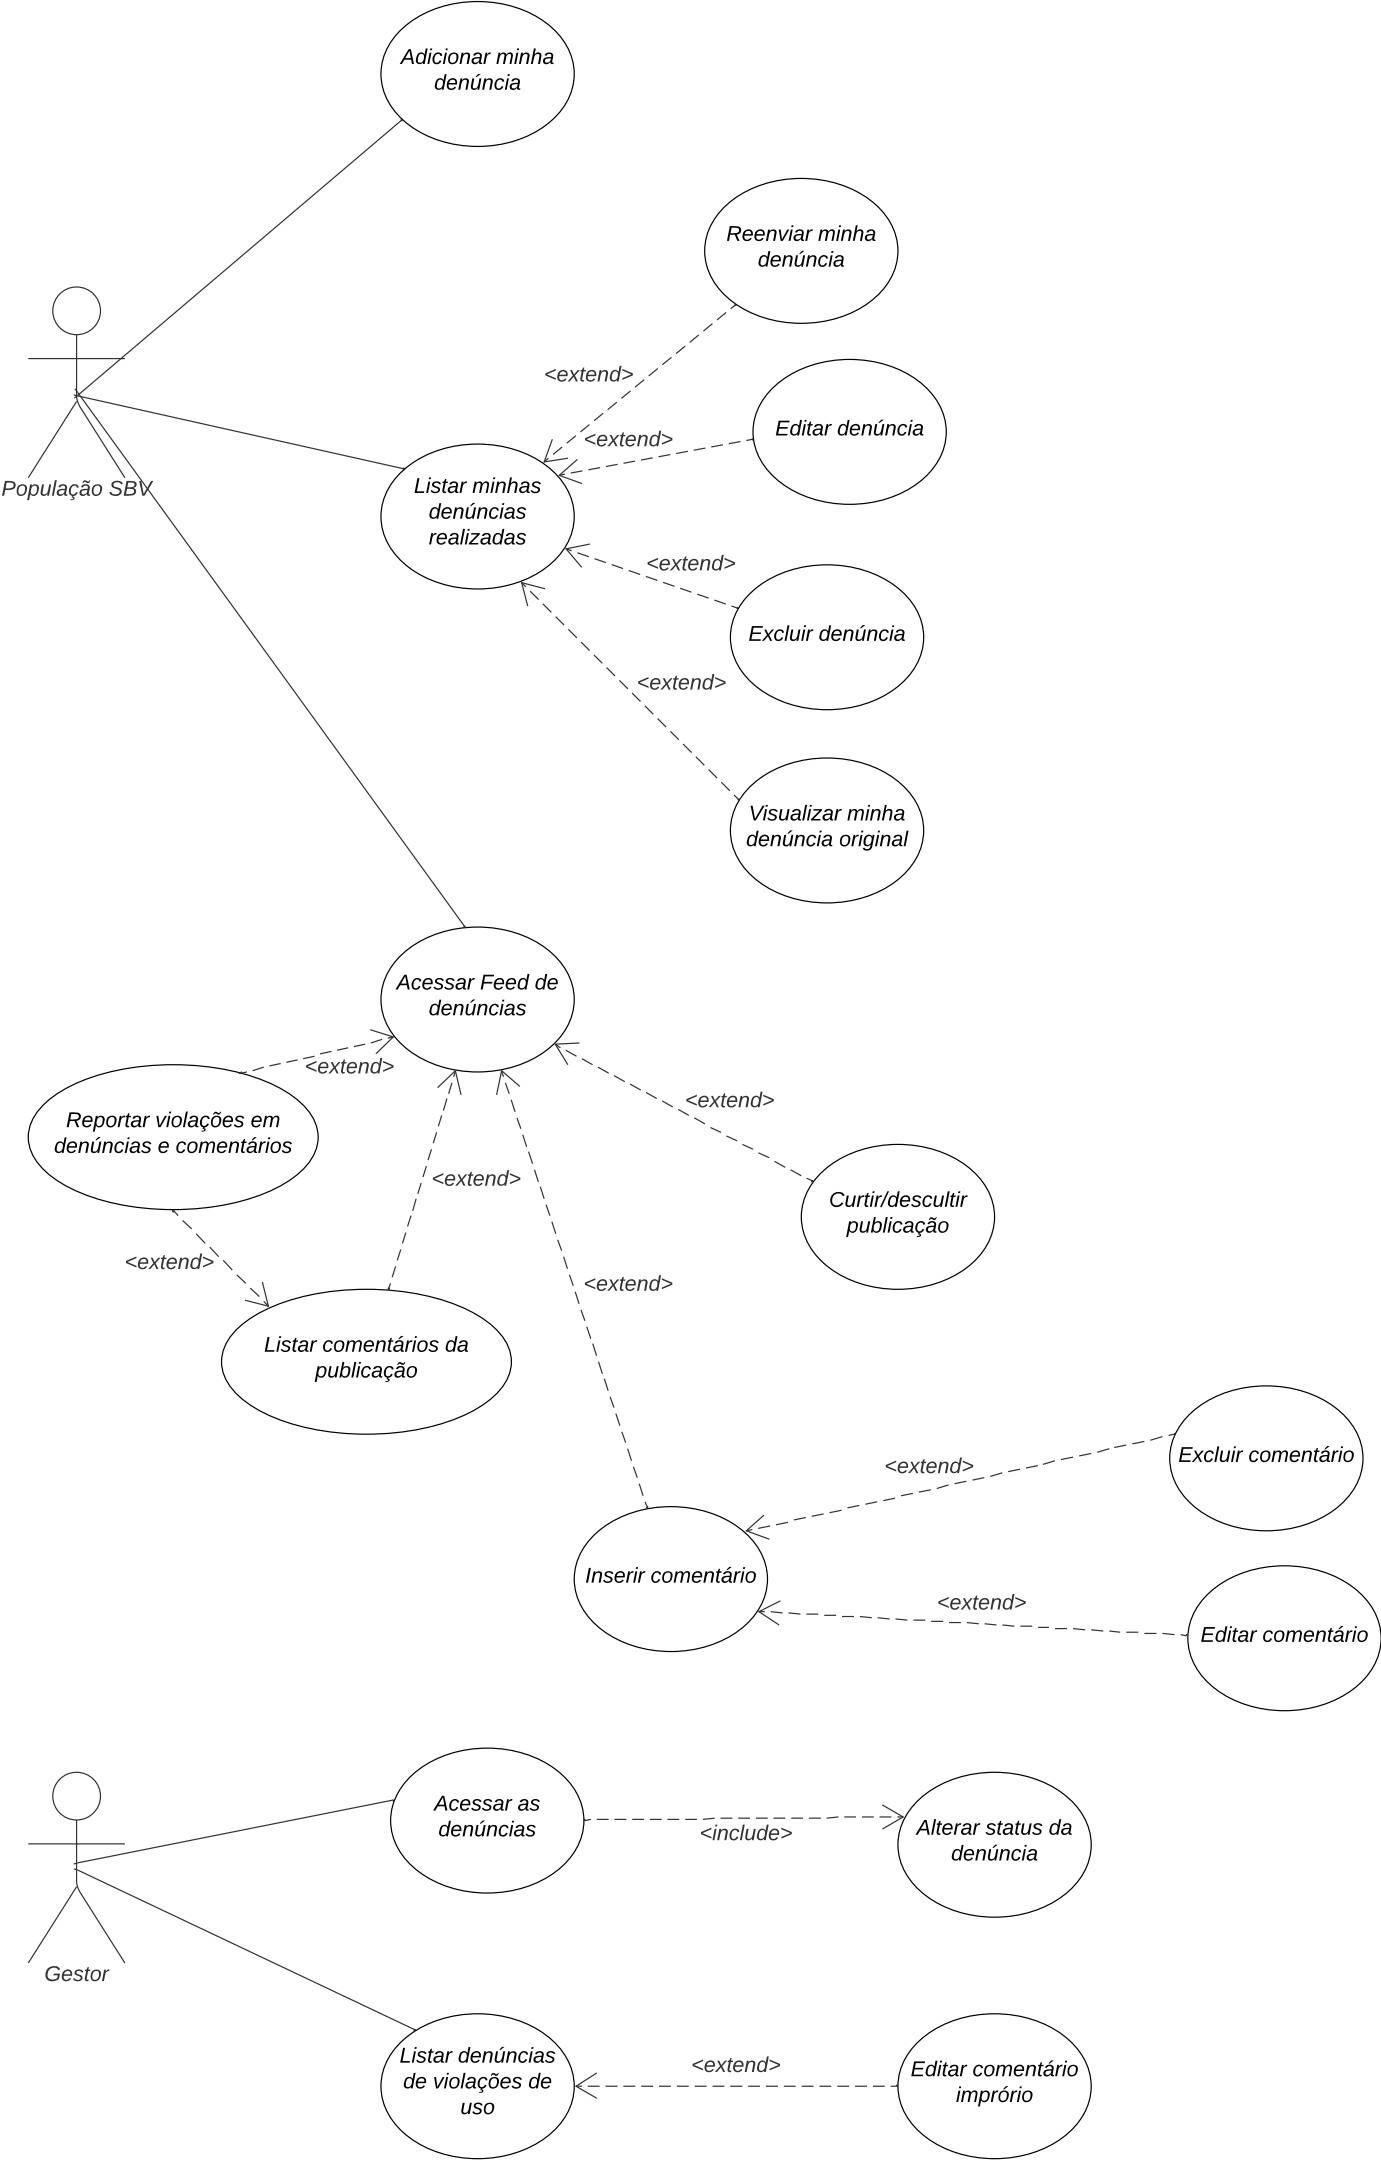 Adicionar minha
denúncia
Reenviar minha
denúncia
<extend>
Editar denúncia
<extend>
População SBV
Listar minhas
denúncias
realizadas
<extend>
Excluir denúncia
<extend>
Visualizar minha
denúncia original
Acessar Feed de
denúncias
<extend>
Reportar violações em
denúncias e comentários
<extend>
<extend>
Curtir/descultir
publicação
<extend>
<extend>
Listar comentários da
publicação
Excluir comentário
<extend>
Inserir comentário
<extend>
Editar comentário
Acessar as
denúncias
<include>
Alterar status da
denúncia
Gestor
Listar denúncias
de violações de
uso
<extend>
Editar comentário
imprório